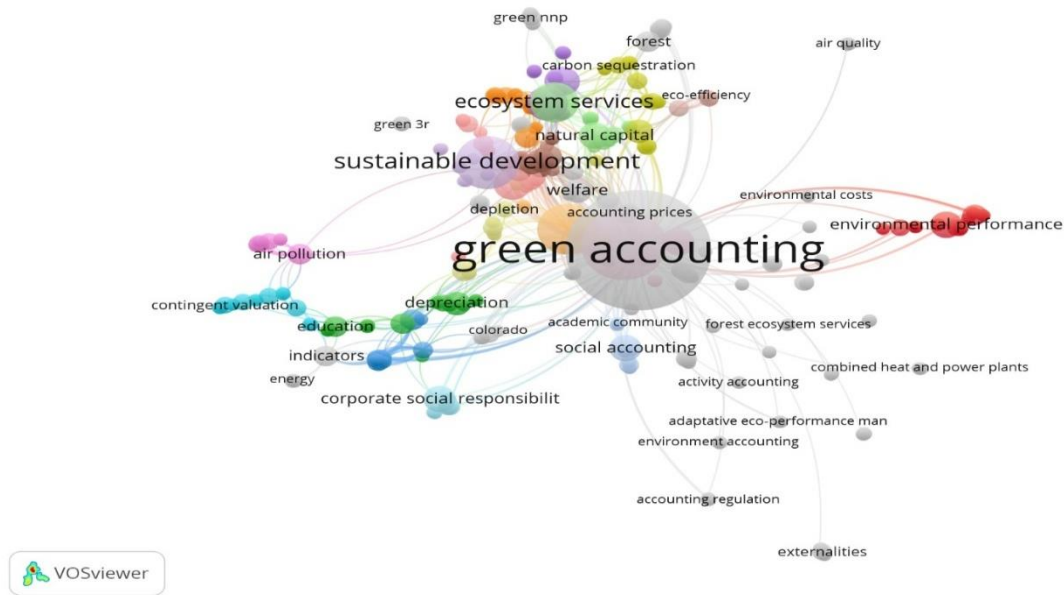 green nnp
forest
air quality
carbon sequestration
eco-efficiency
ecosystem services
green 3r
natural capital
sustainable development
welfare
environmental costs
depletion
accounting prices
environmental performance
green accounting
air pollution
contingent valuation
depreciation
education
colorado
academic community
forest ecosystem services
indicators
social accounting
energy
combined heat and power plants
activity accounting
corporate social responsibilit
adaptative eco-performance man
environment accounting
accounting regulation
externalities
VOSviewer